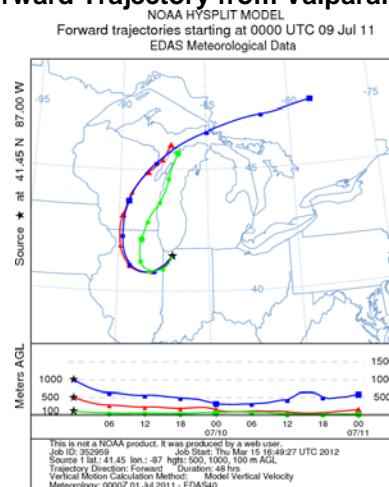 orward Trajectory from Valparai
NOAA HYSPLIT MODEL
Forward trajectories starting at 0000 UTC 09 Jul 11
EDAS Meteorological Data
Source ★ at 41.45 N 87.00 W
-95
-90
-85
-80
-75
45
40
Meters AGL
1500
1000
1000
500
500
100
06 12 18 00 06 12 18 00
07/10 07/11
This is not a NOAA product. It was produced by a web user.
Job ID: 352959 Job Start: Thu Mar 15 16:49:27 UTC 2012
Source 1 lat.: 41.45 lon.: -87 hgts: 500, 1000, 100 m AGL
Trajectory Direction: Forward Duration: 48 hrs
Vertical Motion Calculation Method: Model Vertical Velocity
Meteorology: 0000Z 01 Jul 2011 - EDAS40